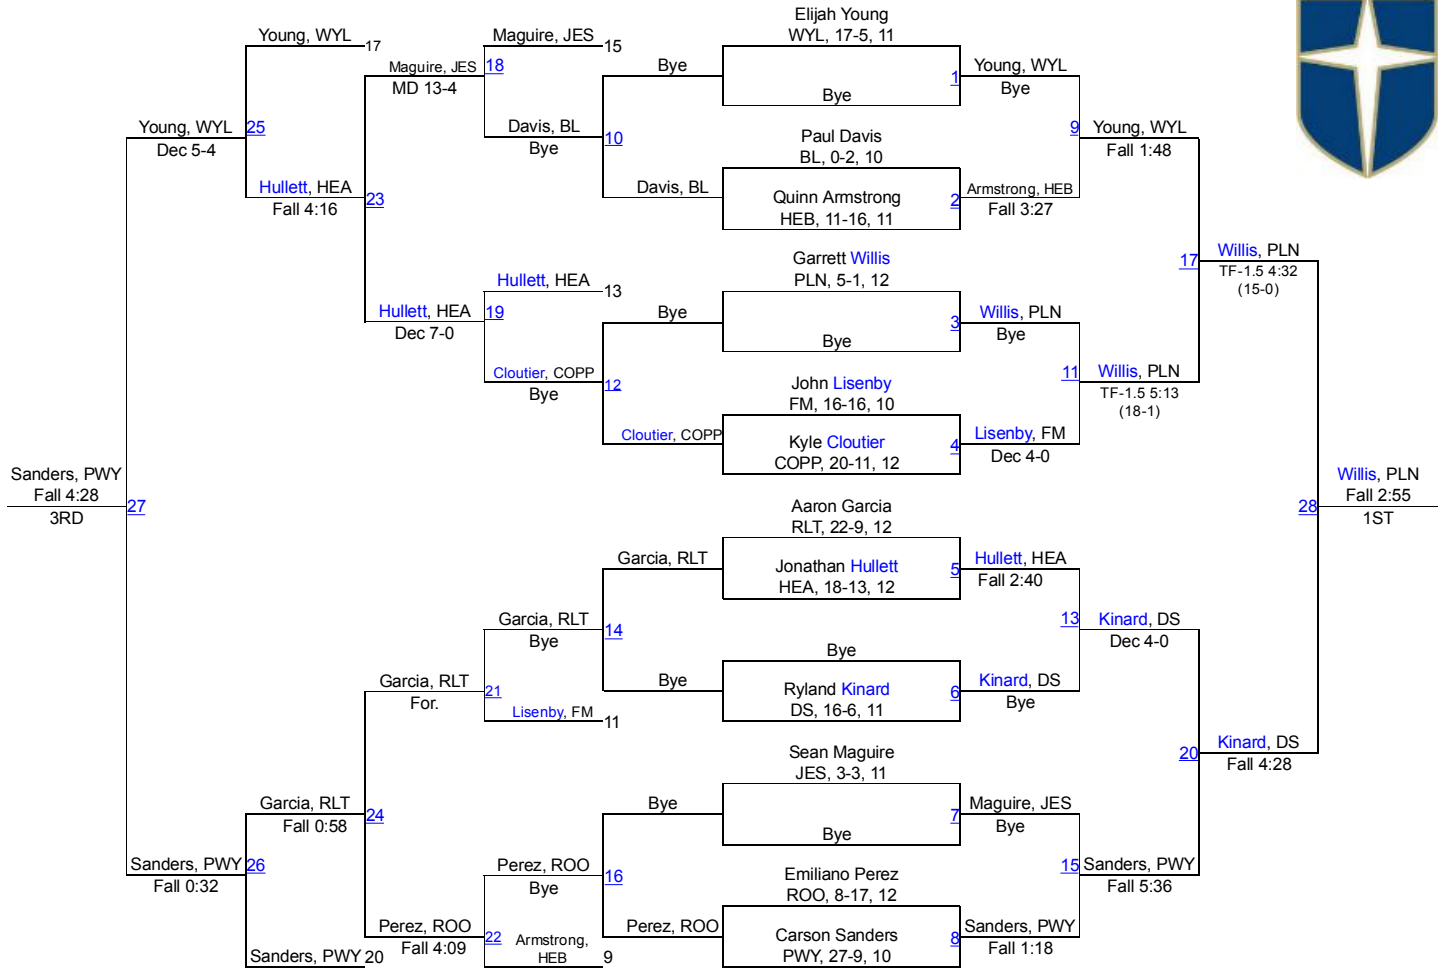 Elijah Young
WYL, 17-5, 11
Young, WYL
17
Maguire, JES
15
Maguire, JES
18
MD 13-4
Bye
1
Young, WYL
Bye
Bye
Young, WYL
25
Dec 5-4
Davis, BL
Bye
10
Paul Davis
BL, 0-2, 10
9
Young, WYL
Fall 1:48
Hullett, HEA
Fall 4:16
23
Davis, BL
Quinn Armstrong
HEB, 11-16, 11
2
Armstrong, HEB
Fall 3:27
Garrett Willis
PLN, 5-1, 12
17
Willis, PLN
TF-1.5 4:32
(15-0)
Hullett, HEA
13
Hullett, HEA
19
Dec 7-0
Bye
3
Willis, PLN
Bye
Bye
Cloutier, COPP
Bye
12
John Lisenby
FM, 16-16, 10
11
Willis, PLN
TF-1.5 5:13
(18-1)
Cloutier, COPP
Kyle Cloutier
COPP, 20-11, 12
4
Lisenby, FM
Dec 4-0
Sanders, PWY
Fall 4:28
27
3RD
Willis, PLN
Fall 2:55
28
1ST
Aaron Garcia
RLT, 22-9, 12
Garcia, RLT
Jonathan Hullett
HEA, 18-13, 12
5
Hullett, HEA
Fall 2:40
Garcia, RLT
Bye
14
13
Kinard, DS
Dec 4-0
Bye
Garcia, RLT
For.
21
Lisenby, FM
11
Bye
Ryland Kinard
DS, 16-6, 11
6
Kinard, DS
Bye
Sean Maguire
JES, 3-3, 11
20
Kinard, DS
Fall 4:28
Garcia, RLT
Fall 0:58
24
Bye
7
Maguire, JES
Bye
Bye
Sanders, PWY
26
Fall 0:32
Perez, ROO
Bye
16
Emiliano Perez
ROO, 8-17, 12
15
Sanders, PWY
Fall 5:36
Perez, ROO
Fall 4:09
22
Armstrong,
HEB
9
Perez, ROO
Carson Sanders
PWY, 27-9, 10
8
Sanders, PWY
Fall 1:18
Sanders, PWY
20